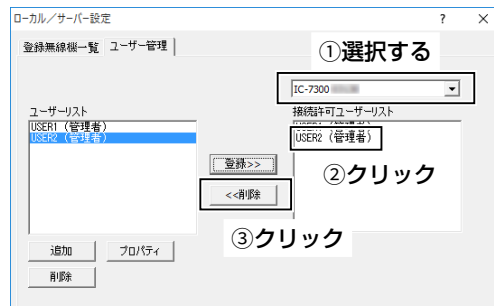 ローカル／サーバー設定
? ×
登録無線機一覧 ユーザー管理
①選択する
IC-7300
ユーザーリスト
接続許可ユーザーリスト
USER1 (管理者)
USER2 (管理者)
USER2 (管理者)
登録>>
②クリック
<<削除
③クリック
追加 プロパティ
削除